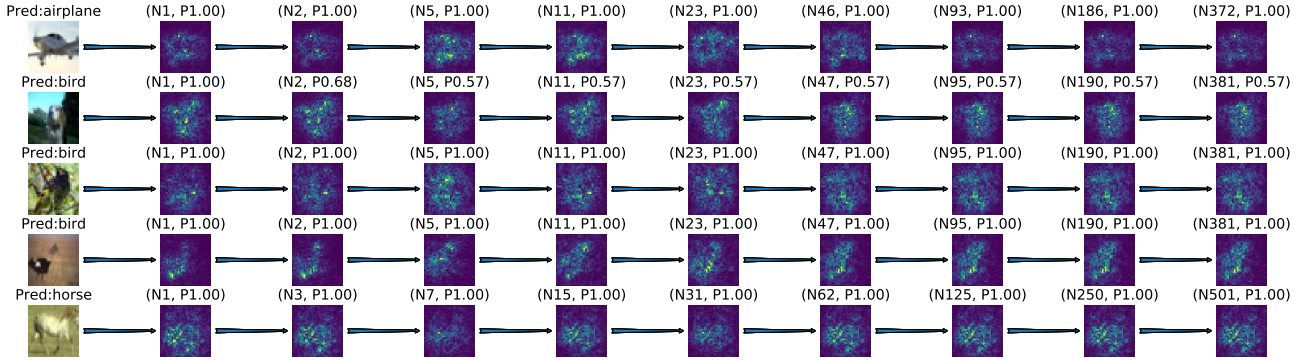 Pred:airplane (N1, P1.00) (N2, P1.00) (N5, P1.00) (N11, P1.00) (N23, P1.00) (N46, P1.00) (N93, P1.00) (N186, P1.00) (N372, P1.00)
Pred:bird (N1, P1.00) (N2, P0.68) (N5, P0.57) (N11, P0.57) (N23, P0.57) (N47, P0.57) (N95, P0.57) (N190, P0.57) (N381, P0.57)
Pred:bird (N1, P1.00) (N2, P1.00) (N5, P1.00) (N11, P1.00) (N23, P1.00) (N47, P1.00) (N95, P1.00) (N190, P1.00) (N381, P1.00)
Pred:bird (N1, P1.00) (N2, P1.00) (N5, P1.00) (N11, P1.00) (N23, P1.00) (N47, P1.00) (N95, P1.00) (N190, P1.00) (N381, P1.00)
Pred:horse (N1, P1.00) (N3, P1.00) (N7, P1.00) (N15, P1.00) (N31, P1.00) (N62, P1.00) (N125, P1.00) (N250, P1.00) (N501, P1.00)